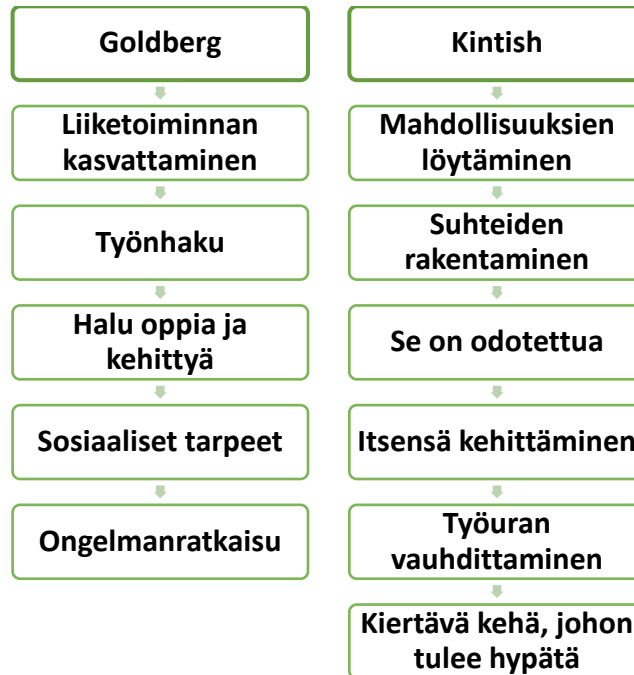 Goldberg
Liiketoiminnan
kasvattaminen
Työnhaku
Halu oppia ja
kehittyä
Sosiaaliset tarpeet
Ongelmanratkaisu
Kintish
Mahdollisuuksien
löytäminen
Suhteiden
rakentaminen
Se on odotettua
Itsensä kehittäminen
Työuran
vauhdittaminen
Kiertävä kehä, johon
tulee hypätä